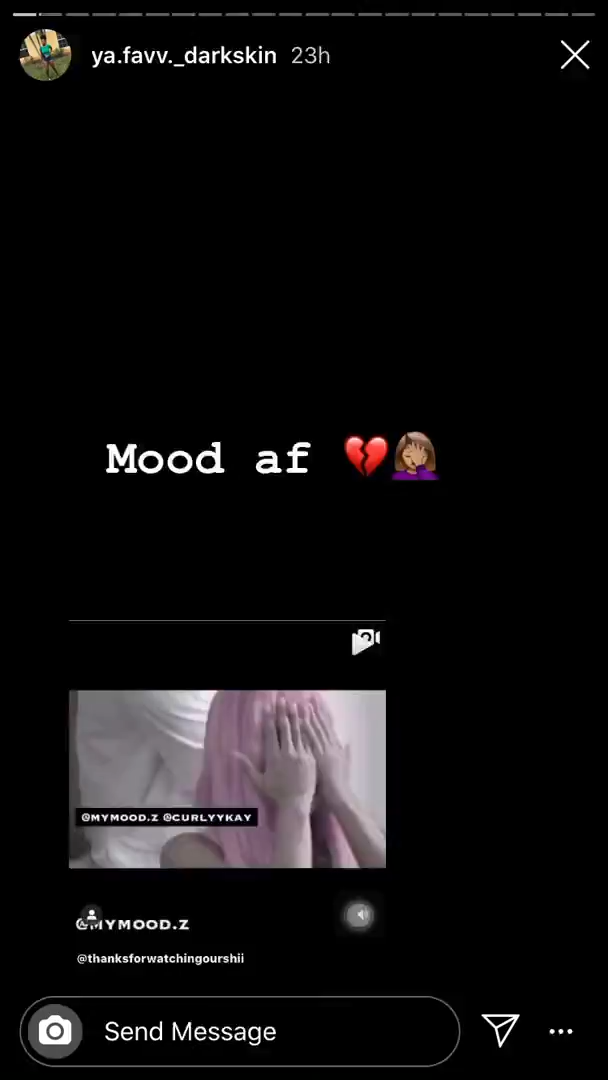 ya.favv._darkskin 23h
Mood af 💔🤦🏽‍♀️
@MYMOOD.Z @CURLYYKAY
@MYMOOD.Z
@thanksforwatchingourshii
Send Message